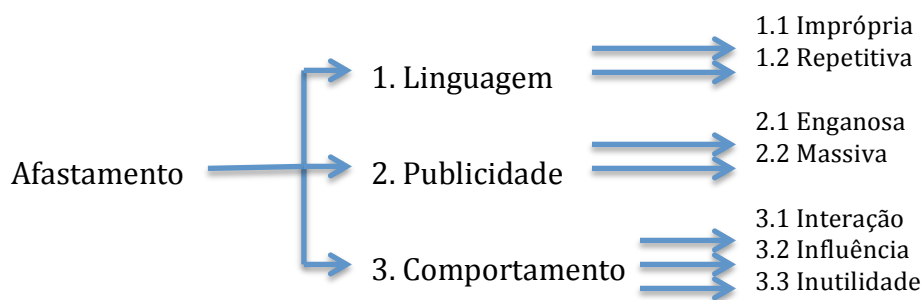 Afastamento
1. Linguagem
1.1 Imprópria
1.2 Repetitiva
2. Publicidade
2.1 Enganosa
2.2 Massiva
3. Comportamento
3.1 Interação
3.2 Influência
3.3 Inutilidade